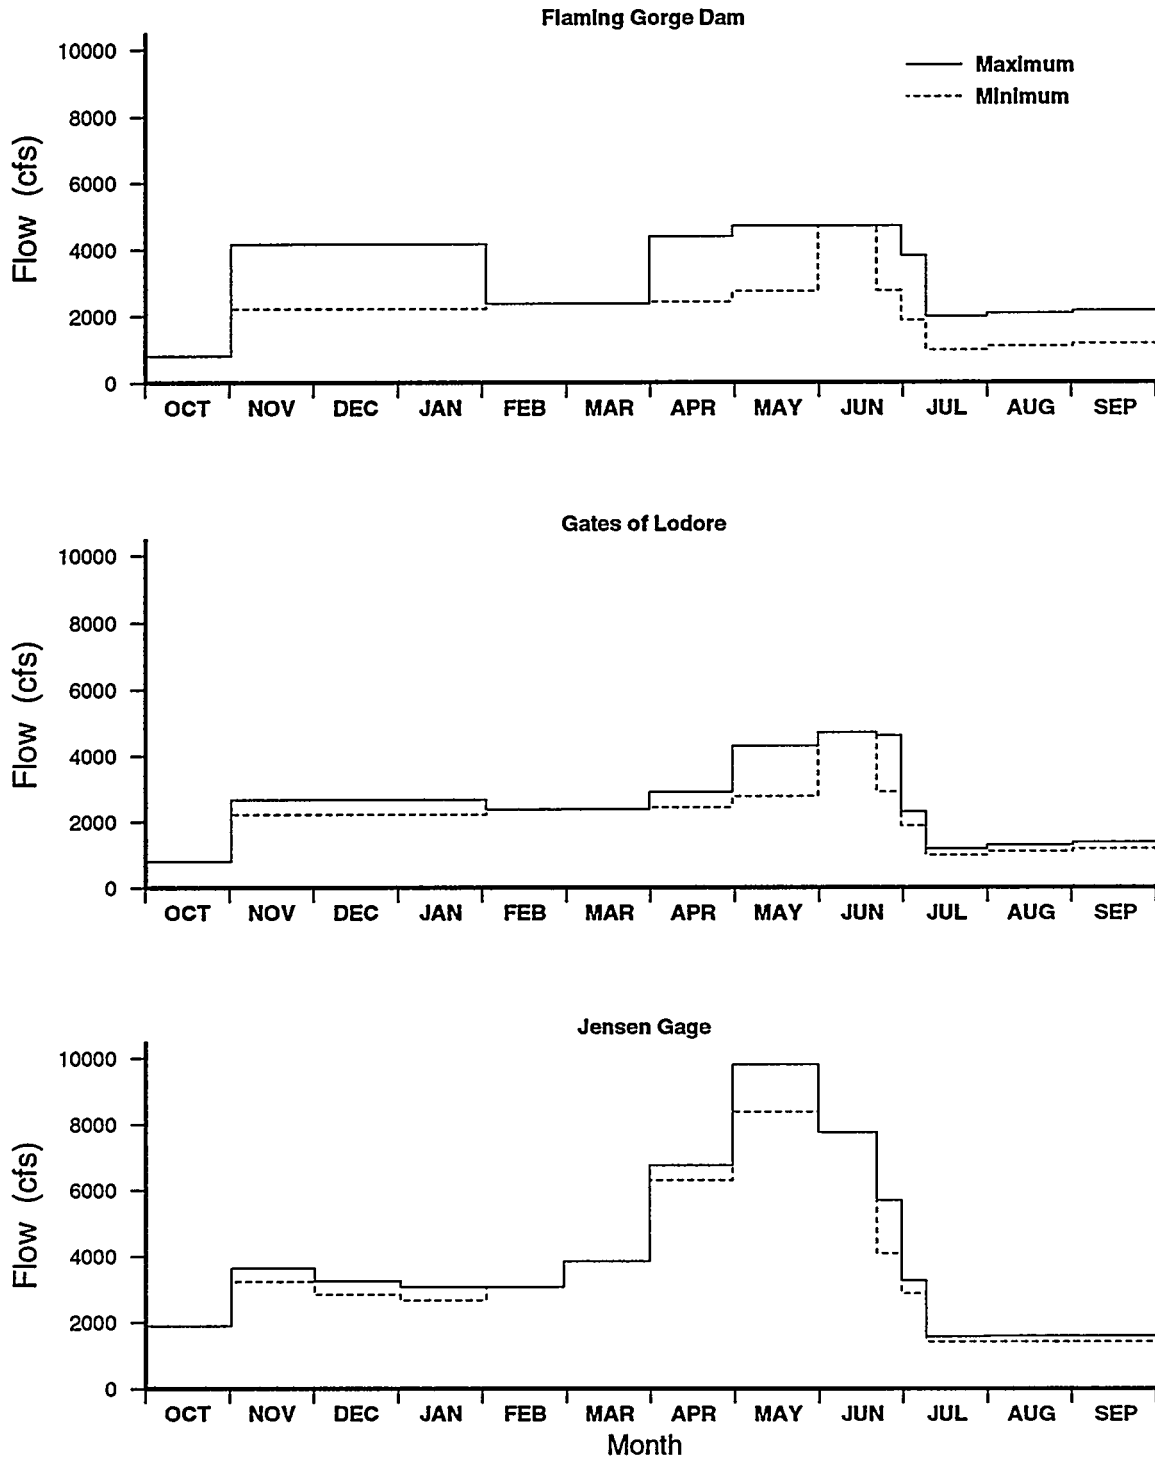 Flaming Gorge Dam
Maximum
Minimum
Flow (cfs)
10000
8000
6000
4000
2000
0
OCT NOV DEC JAN FEB MAR APR MAY JUN JUL AUG SEP
Gates of Lodore
Flow (cfs)
10000
8000
6000
4000
2000
0
OCT NOV DEC JAN FEB MAR APR MAY JUN JUL AUG SEP
Jensen Gage
Flow (cfs)
10000
8000
6000
4000
2000
0
OCT NOV DEC JAN FEB MAR APR MAY JUN JUL AUG SEP
Month